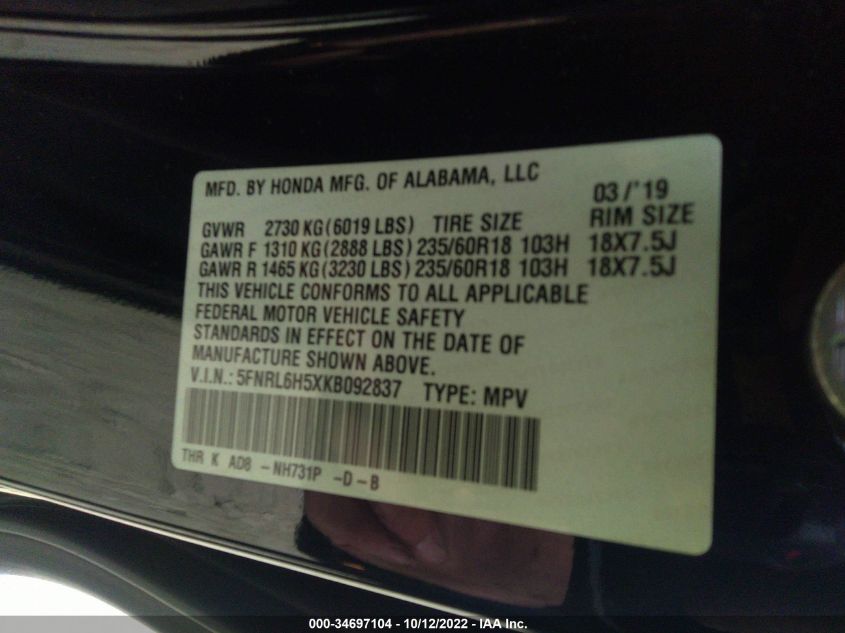 MFD. BY HONDA MFG. OF ALABAMA, LLC 03/'19
GVWR 2730 KG (6019 LBS) TIRE SIZE RIM SIZE
GAWR F 1310 KG (2888 LBS) 235/60R18 103H 18X7.5J
GAWR R 1465 KG (3230 LBS) 235/60R18 103H 18X7.5J
THIS VEHICLE CONFORMS TO ALL APPLICABLE
FEDERAL MOTOR VEHICLE SAFETY
STANDARDS IN EFFECT ON THE DATE OF
MANUFACTURE SHOWN ABOVE.
V.I.N.: 5FNRL6H5XKB092837 TYPE: MPV
THR K AD8 - NH731P - D - B
000-34697104 - 10/12/2022 - IAA Inc.